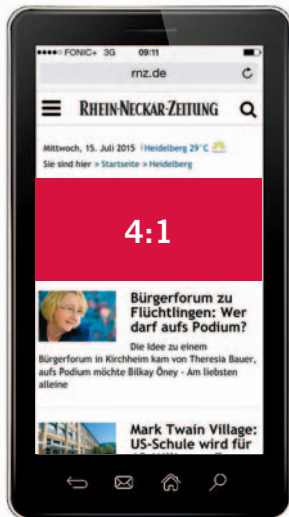 FONIC+ 3G 09:11
rnz.de
RHEIN-NECKAR-ZEITUNG
Mittwoch, 15. Juli 2015 | Heidelberg 29°C
Sie sind hier » Startseite » Heidelberg
4:1
Bürgerforum zu
Flüchtlingen: Wer
darf aufs Podium?
Die Idee zu einem
Bürgerforum in Kirchheim kam von Theresia Bauer,
aufs Podium möchte Bilkay Öney - Am liebsten
alleine
Mark Twain Village:
US-Schule wird für